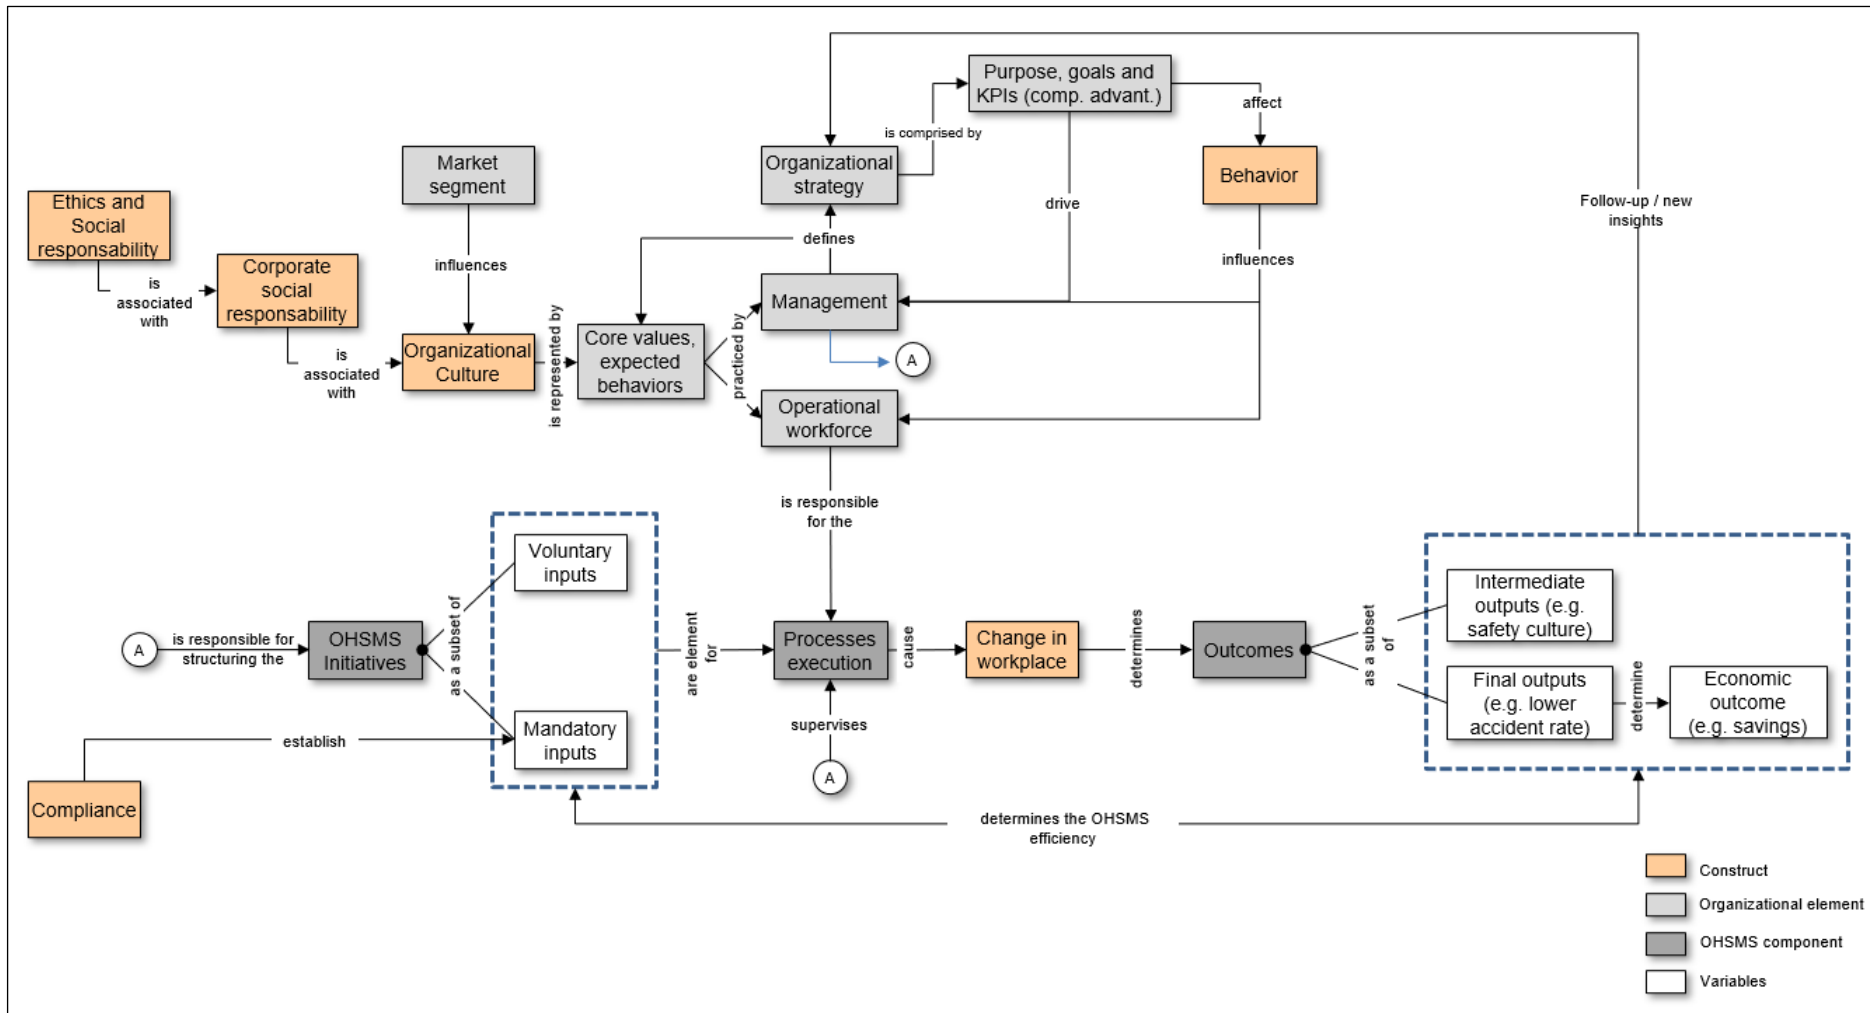 Purpose, goals and
KPIs (comp. advant.)
affect
is comprised by
Market
segment
Organizational
strategy
Behavior
Ethics and
Social
responsability
drive
Follow-up / new
insights
defines
influences
influences
Corporate
social
responsability
is
associated
with
Management
is represented by
practiced by
Core values,
expected
behaviors
Organizational
Culture
is
associated
with
A
Operational
workforce
is responsible
for the
Voluntary
inputs
Intermediate
outputs (e.g.
safety culture)
A
is responsible for
structuring the
OHSMS
Initiatives
as a subset of
are element
for
Processes
execution
cause
Change in
workplace
determines
Outcomes
as a subset
of
Final outputs
(e.g. lower
accident rate)
determine
Economic
outcome
(e.g. savings)
Mandatory
inputs
establish
supervises
A
Compliance
determines the OHSMS
efficiency
Construct
Organizational element
OHSMS component
Variables